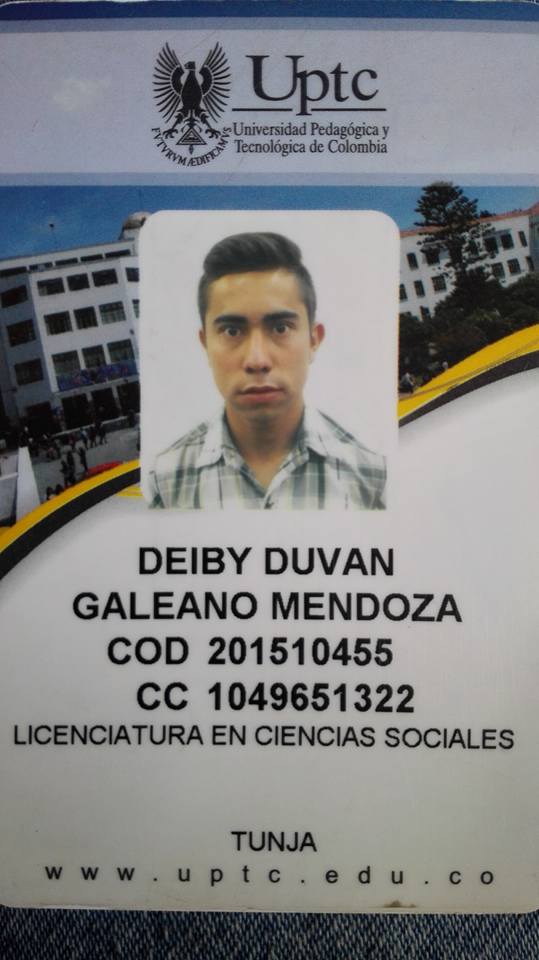 Uptc
Universidad Pedagógica y
Tecnológica de Colombia
FVTVRVM ÆDIFICAMVS
DEIBY DUVAN
GALEANO MENDOZA
COD 201510455
CC 1049651322
LICENCIATURA EN CIENCIAS SOCIALES
TUNJA
www.uptc.edu.co